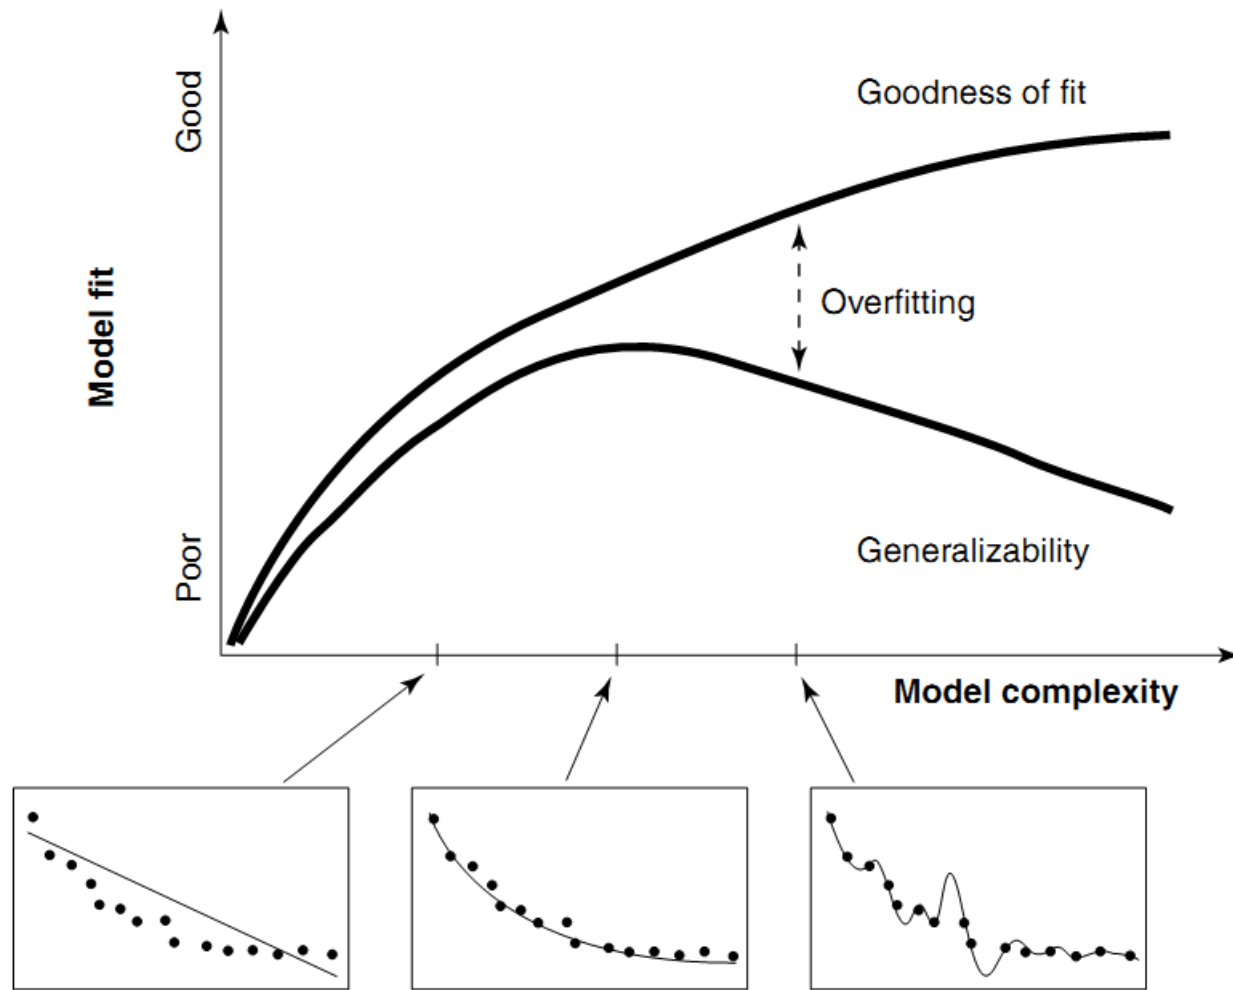 Good
Goodness of fit
Model fit
Overfitting
Poor
Generalizability
Model complexity